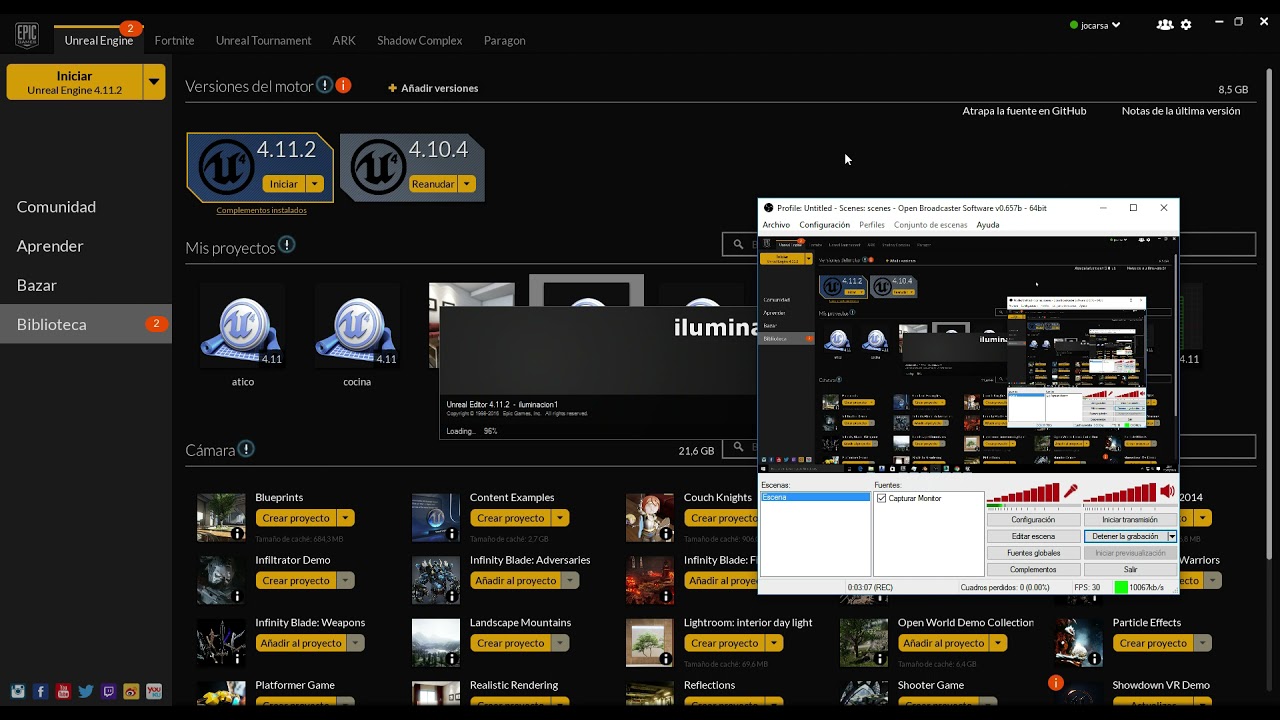 EPIC GAMES
Unreal Engine
2
Fortnite
Unreal Tournament
ARK
Shadow Complex
Paragon
jocarsa
Iniciar
Unreal Engine 4.11.2
Versiones del motor
Añadir versiones
8,5 GB
Atrapa la fuente en GitHub
Notas de la última versión
4.11.2
Iniciar
Complementos instalados
4.10.4
Reanudar
Comunidad
Aprender
Bazar
Biblioteca
2
Mis proyectos
4.11
atico
4.11
cocina
4.11
ilumina
Unreal Editor 4.11.2 - iluminacion1
Copyright © 1998-2016 Epic Games, Inc. All rights reserved.
Loading... 96%
Cámara
21,6 GB
Profile: Untitled - Scenes: scenes - Open Broadcaster Software v0.657b - 64bit
Archivo
Configuración
Perfiles
Conjunto de escenas
Ayuda
Escenas:
Escena
Fuentes:
Capturar Monitor
Configuración
Iniciar transmisión
Editar escena
Detener la grabación
Fuentes globales
Iniciar previsualización
Complementos
Salir
0:03:07 (REC)
Cuadros perdidos: 0 (0.00%)
FPS: 30
10067kb/s
Blueprints
Crear proyecto
Tamaño de caché: 684,3 MB
Content Examples
Crear proyecto
Tamaño de caché: 2,7 GB
Couch Knights
Crear proyecto
Tamaño de caché: 906,
2014
Infiltrator Demo
Crear proyecto
Infinity Blade: Adversaries
Añadir al proyecto
Infinity Blade: F
Añadir al proye
Warriors
Infinity Blade: Weapons
Añadir al proyecto
Landscape Mountains
Crear proyecto
Lightroom: interior day light
Crear proyecto
Tamaño de caché: 69,6 MB
Open World Demo Collection
Añadir al proyecto
Tamaño de caché: 6,4 GB
Particle Effects
Crear proyecto
Platformer Game
Realistic Rendering
Reflections
Shooter Game
Showdown VR Demo